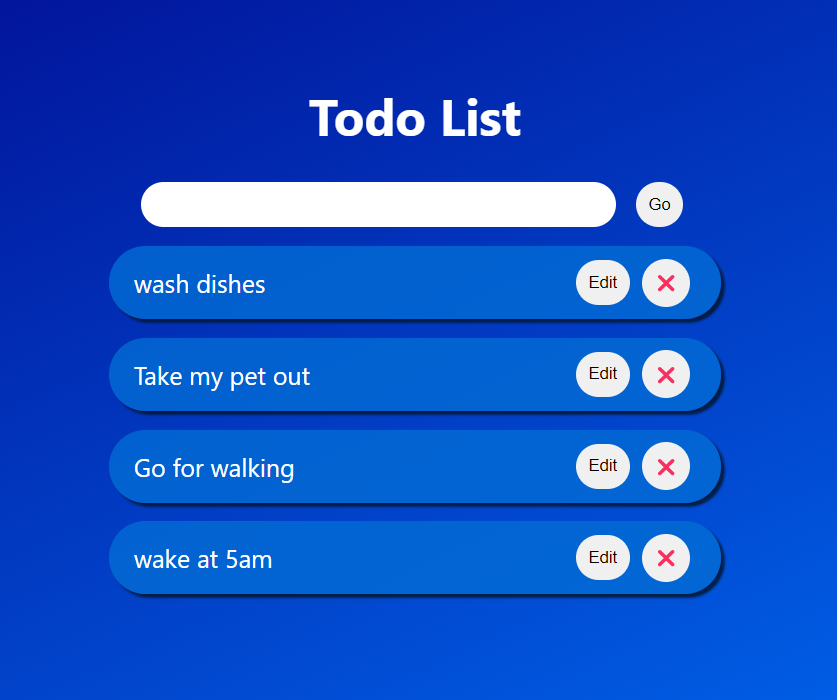 Todo List
Go
wash dishes Edit
Take my pet out Edit
Go for walking Edit
wake at 5am Edit